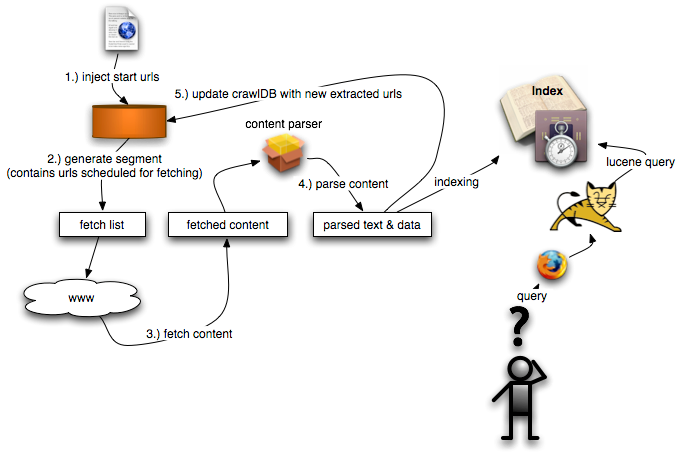 1.) inject start urls
5.) update crawlDB with new extracted urls
Index
content parser
2.) generate segment
(contains urls scheduled for fetching)
4.) parse content
indexing
lucene query
fetch list
fetched content
parsed text & data
www
3.) fetch content
query
?